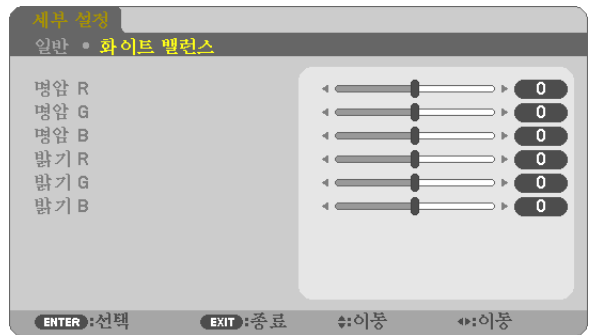 세부 설정
일반 • 화이트 밸런스
명암 R 0
명암 G 0
명암 B 0
밝기 R 0
밝기 G 0
밝기 B 0
ENTER :선택 EXIT :종료 :이동 :이동